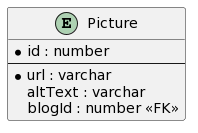 E Picture
id : number
url : varchar
altText : varchar
blogId : number «FK»